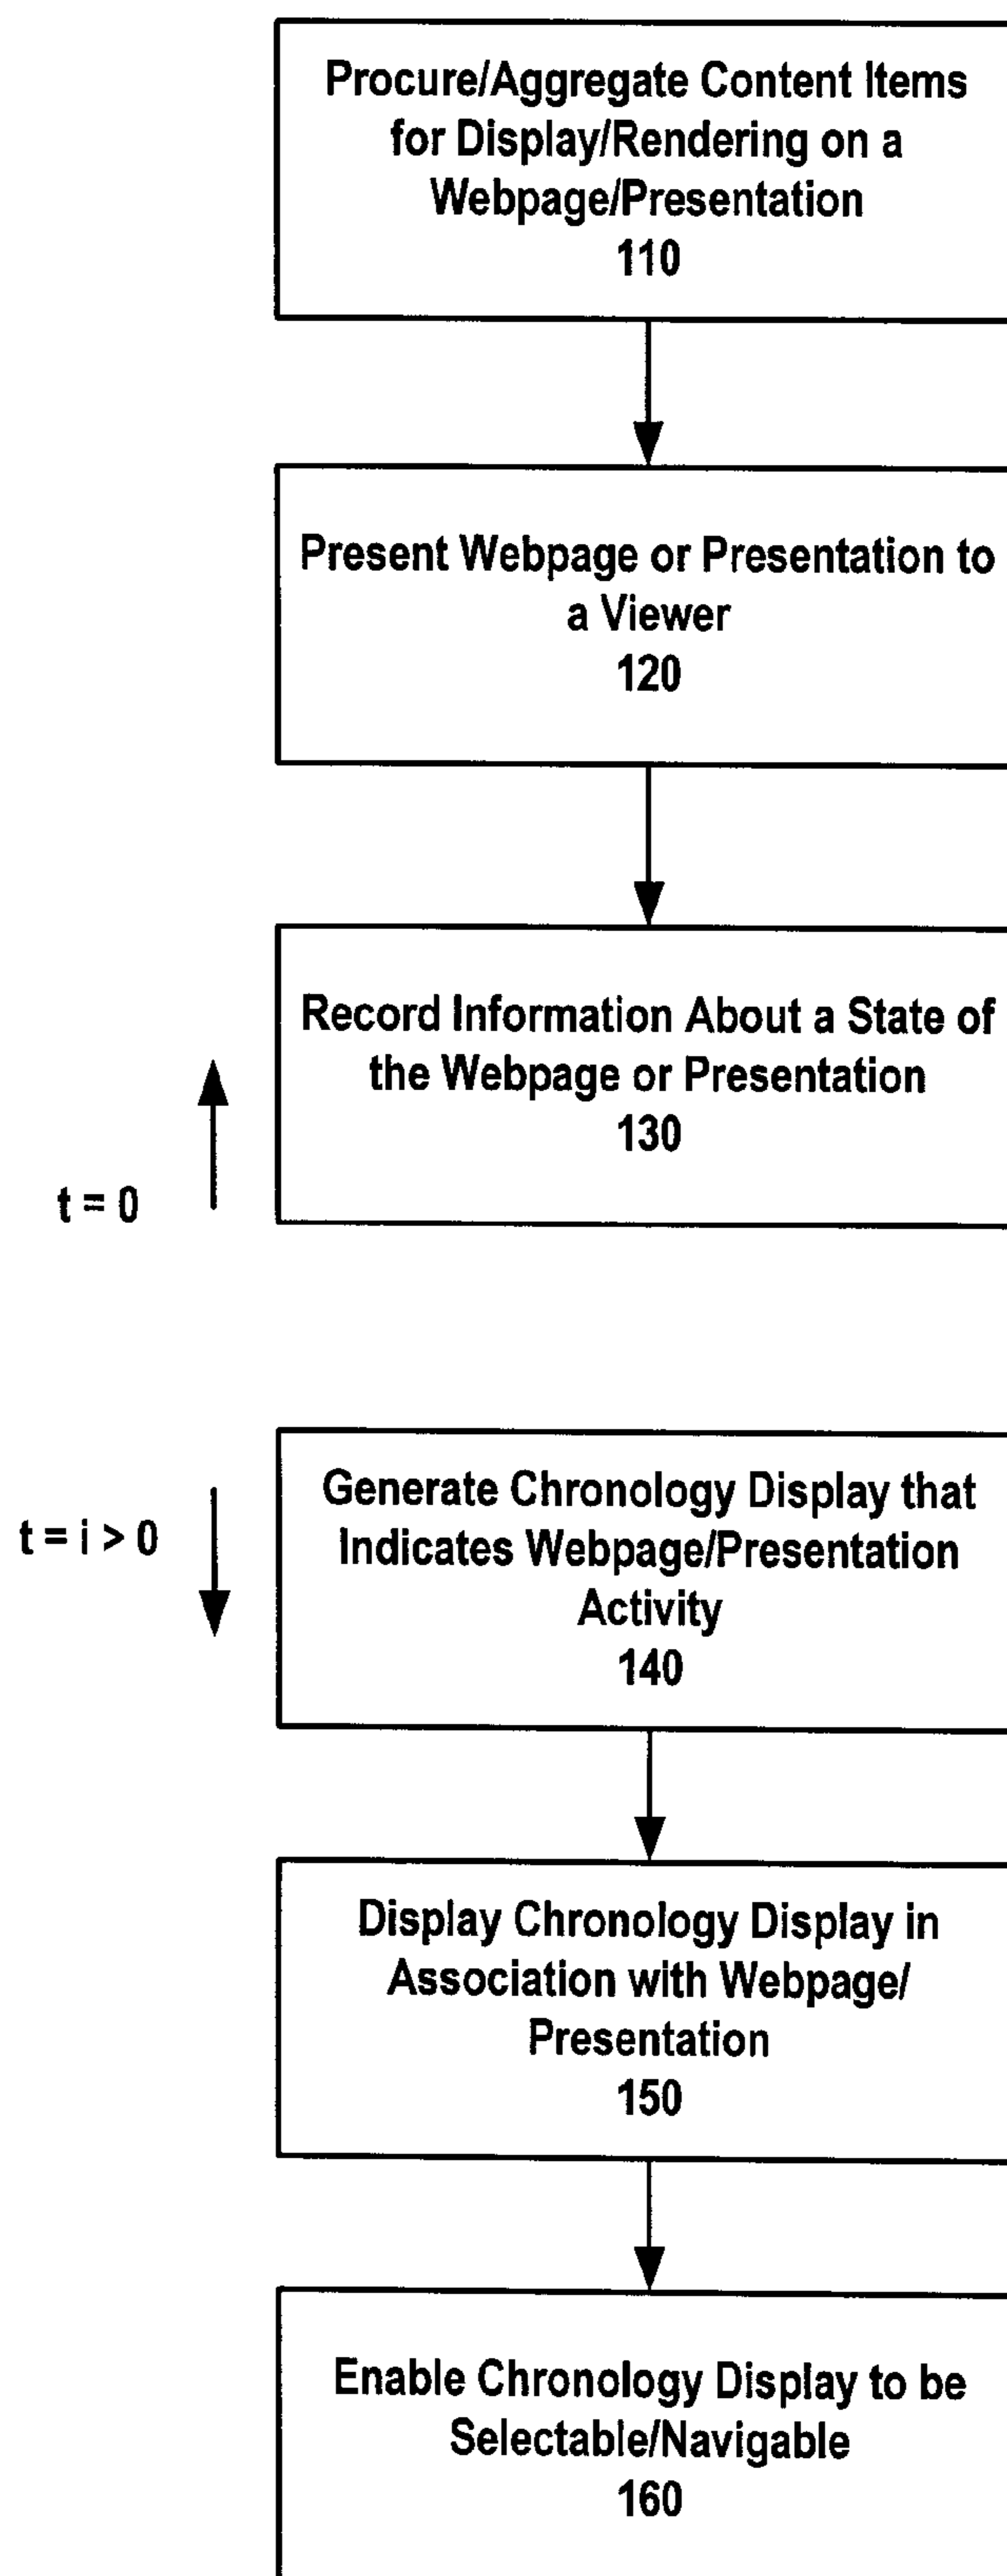 Procure/Aggregate Content Items
for Display/Rendering on a
Webpage/Presentation
110
Present Webpage or Presentation to
a Viewer
120
Record Information About a State of
the Webpage or Presentation
130
t = 0
Generate Chronology Display that
Indicates Webpage/Presentation
Activity
140
t = i > 0
Display Chronology Display in
Association with Webpage/
Presentation
150
Enable Chronology Display to be
Selectable/Navigable
160